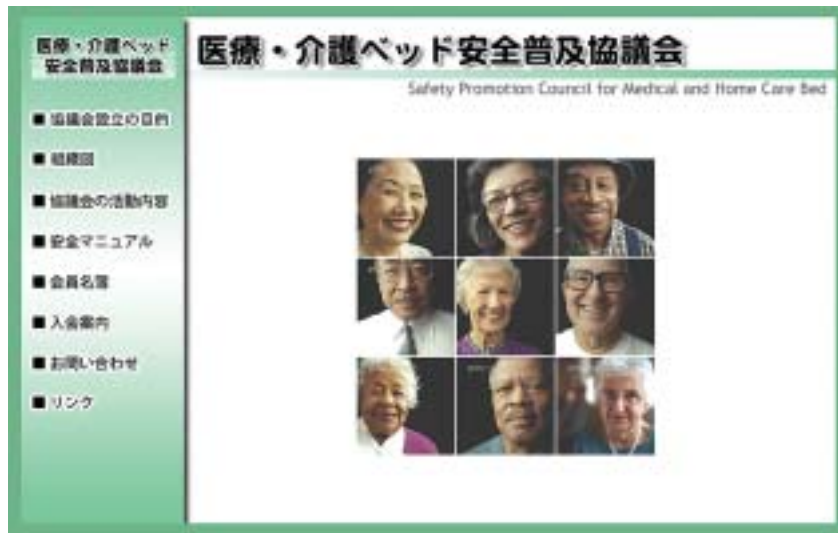 医療・介護ベッド
安全普及協議会
■ 協議会設立の目的
■ 組織図
■ 協議会の活動内容
■ 安全マニュアル
■ 会員名簿
■ 入会案内
■ お問い合わせ
■ リンク
医療・介護ベッド安全普及協議会
Safety Promotion Council for Medical and Home Care Bed